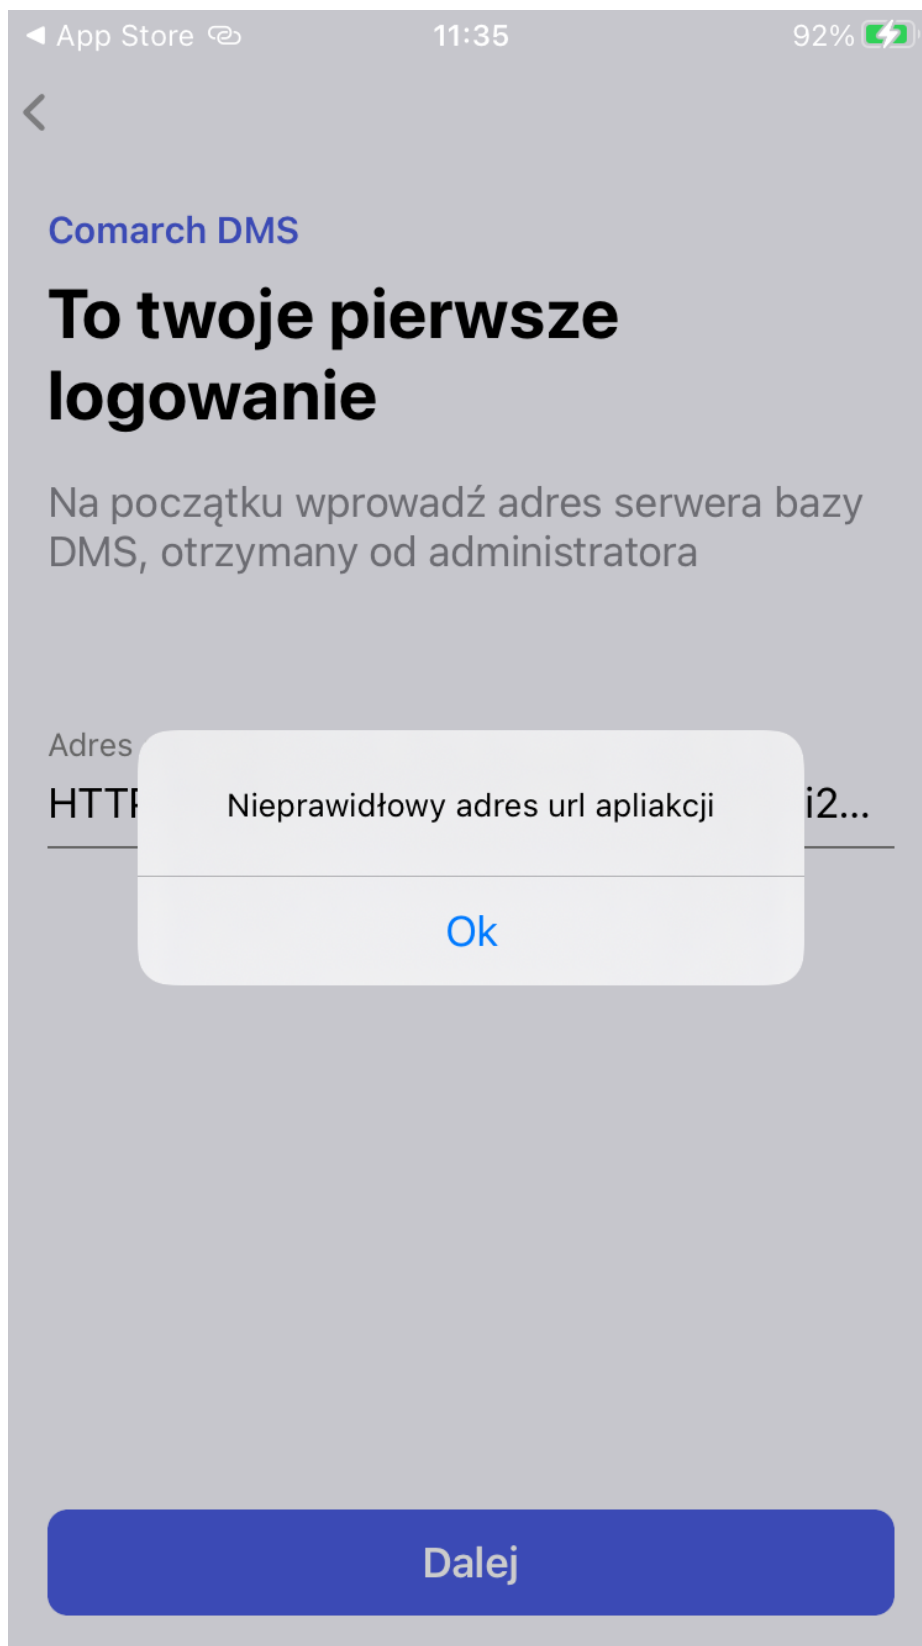 App Store
11:35
92%
Comarch DMS
To twoje pierwsze
logowanie
Na początku wprowadź adres serwera bazy
DMS, otrzymany od administratora
Adres
i2...
Nieprawidłowy adres url apliakcji
Ok
Dalej